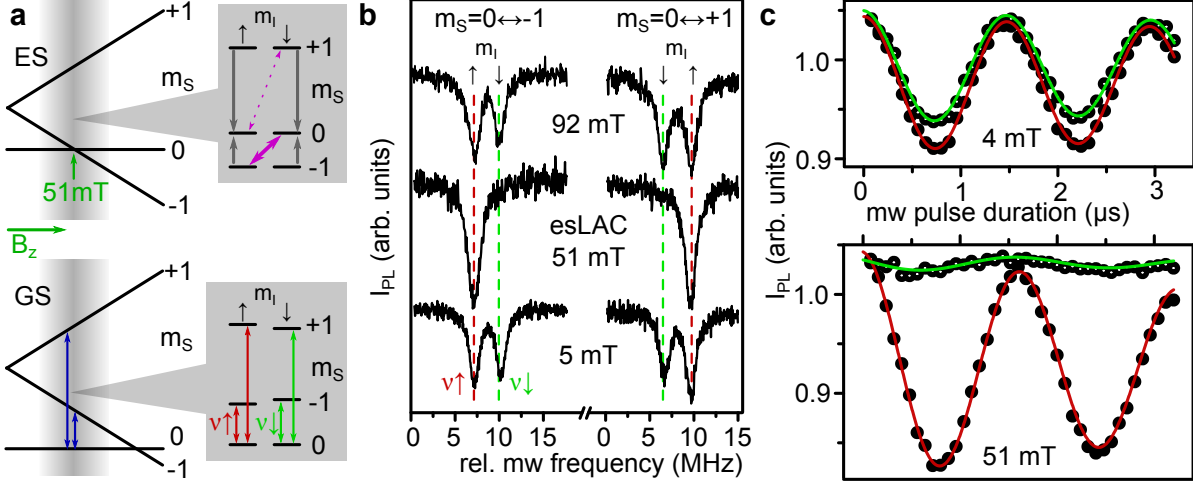 a
ES
+1
m_S
0
-1
51mT
B_z
m_I
↑ ↓
+1
m_S
0
-1
GS
+1
m_S
0
-1
m_I
↑ ↓
+1
m_S
-1
0
ν↑ ν↓
b
m_S=0↔-1 m_S=0↔+1
m_I m_I
↑ ↓ ↓ ↑
92 mT
esLAC
51 mT
5 mT
ν↑ ν↓
I_PL (arb. units)
0 5 10 15 0 5 10 15
rel. mw frequency (MHz)
c
1.0
0.9
4 mT
0 1 2 3
mw pulse duration (µs)
I_PL (arb. units)
1.0
0.9
51 mT